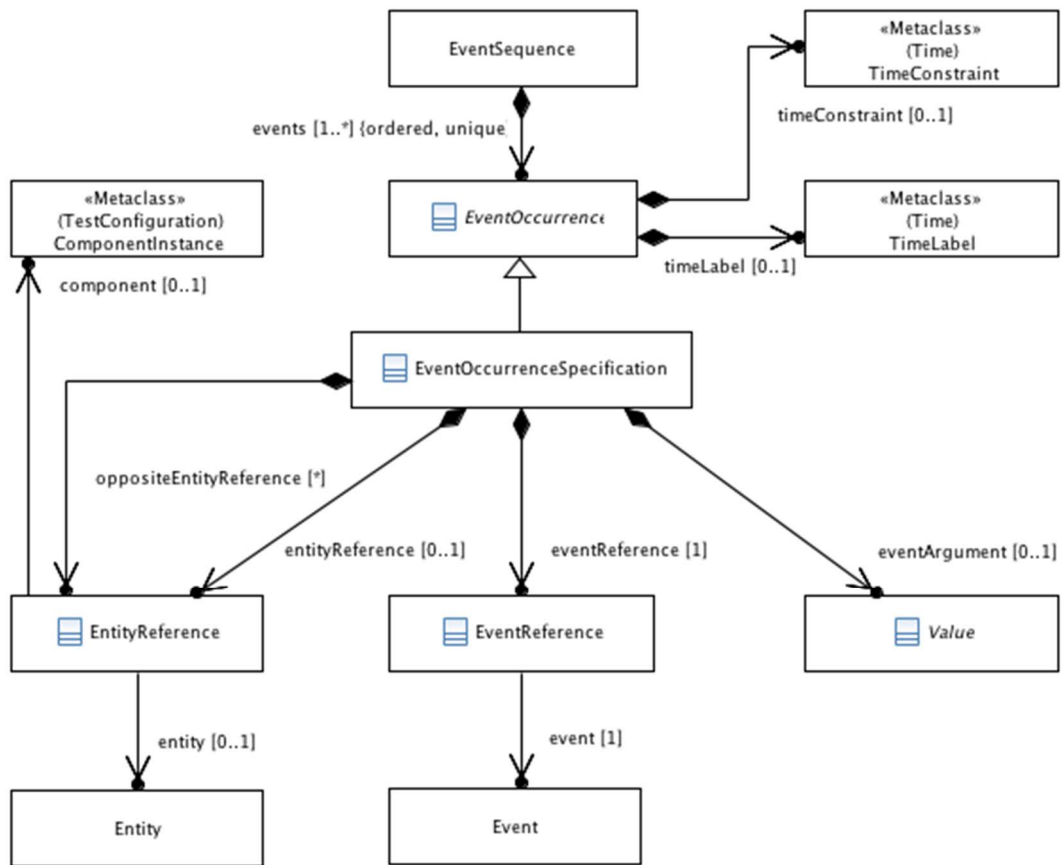 EventSequence
«Metaclass»
(Time)
TimeConstraint
timeConstraint [0..1]
events [1..*] {ordered, unique
«Metaclass»
(TestConfiguration)
ComponentInstance
EventOccurrence
«Metaclass»
(Time)
TimeLabel
timeLabel [0..1]
component [0..1]
EventOccurrenceSpecification
oppositeEntityReference [*]
entityReference [0..1]
eventReference [1]
eventArgument [0..1]
EntityReference
EventReference
Value
entity [0..1]
event [1]
Entity
Event